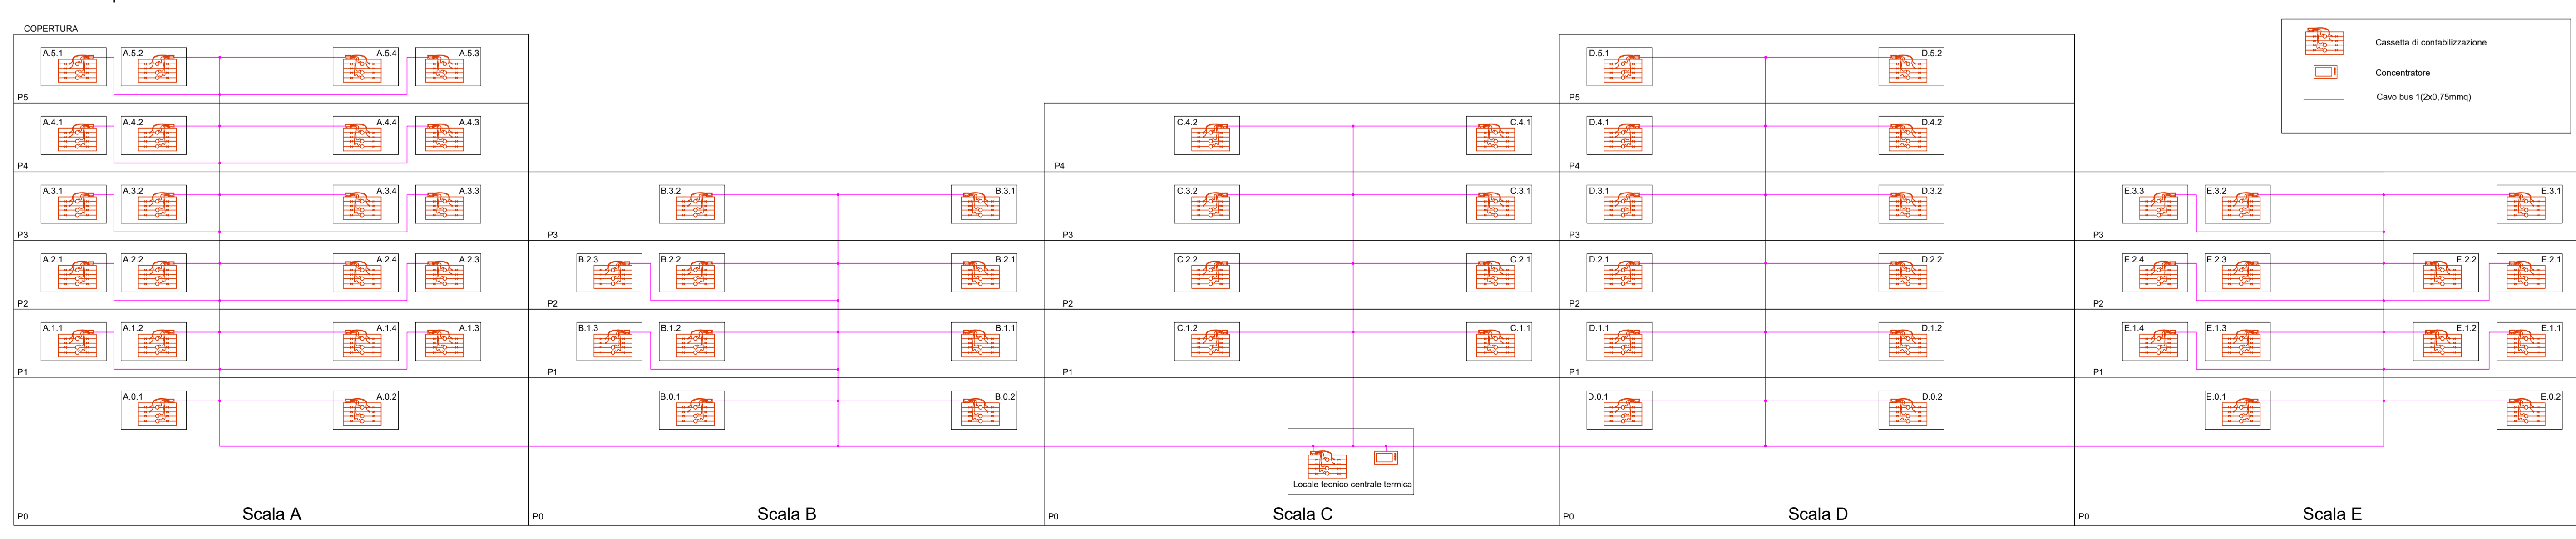 COPERTURA
A.5.1 A.5.2 A.5.4 A.5.3 D.5.1 D.5.2
Cassetta di contabilizzazione
Concentratore
Cavo bus 1(2x0,75mmq)
P5 P5
A.4.1 A.4.2 A.4.4 A.4.3 C.4.2 C.4.1 D.4.1 D.4.2
P4 P4 P4
A.3.1 A.3.2 A.3.4 A.3.3 B.3.2 B.3.1 C.3.2 C.3.1 D.3.1 D.3.2 E.3.3 E.3.2 E.3.1
P3 P3 P3 P3 P3
A.2.1 A.2.2 A.2.4 A.2.3 B.2.3 B.2.2 B.2.1 C.2.2 C.2.1 D.2.1 D.2.2 E.2.4 E.2.3 E.2.2 E.2.1
P2 P2 P2 P2 P2
A.1.1 A.1.2 A.1.4 A.1.3 B.1.3 B.1.2 B.1.1 C.1.2 C.1.1 D.1.1 D.1.2 E.1.4 E.1.3 E.1.2 E.1.1
P1 P1 P1 P1 P1
A.0.1 A.0.2 B.0.1 B.0.2 D.0.1 D.0.2 E.0.1 E.0.2
Locale tecnico centrale termica
P0 Scala A P0 Scala B P0 Scala C P0 Scala D P0 Scala E